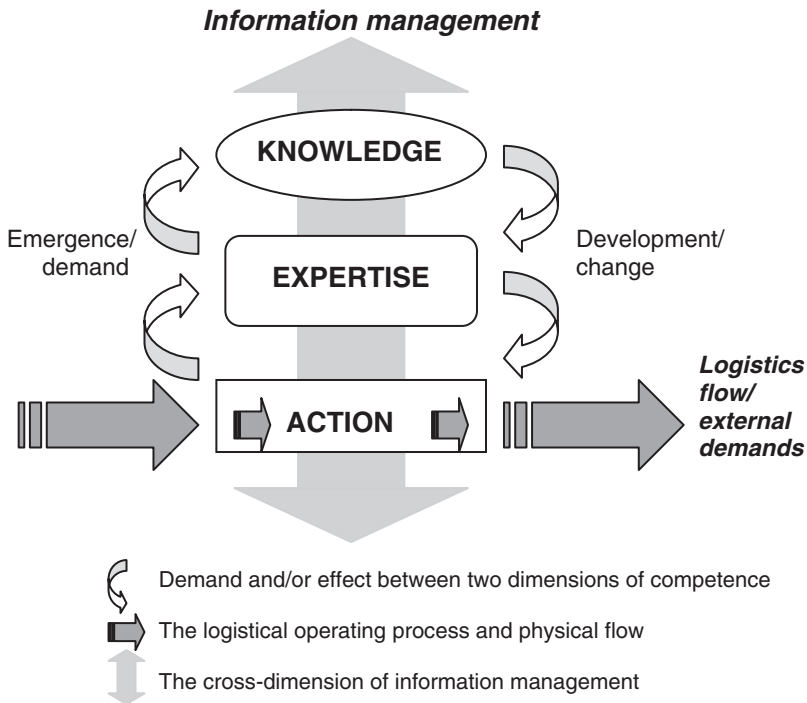 Information management
KNOWLEDGE
Emergence/
demand
Development/
change
EXPERTISE
Logistics
flow/
external
demands
ACTION
Demand and/or effect between two dimensions of competence
The logistical operating process and physical flow
The cross-dimension of information management